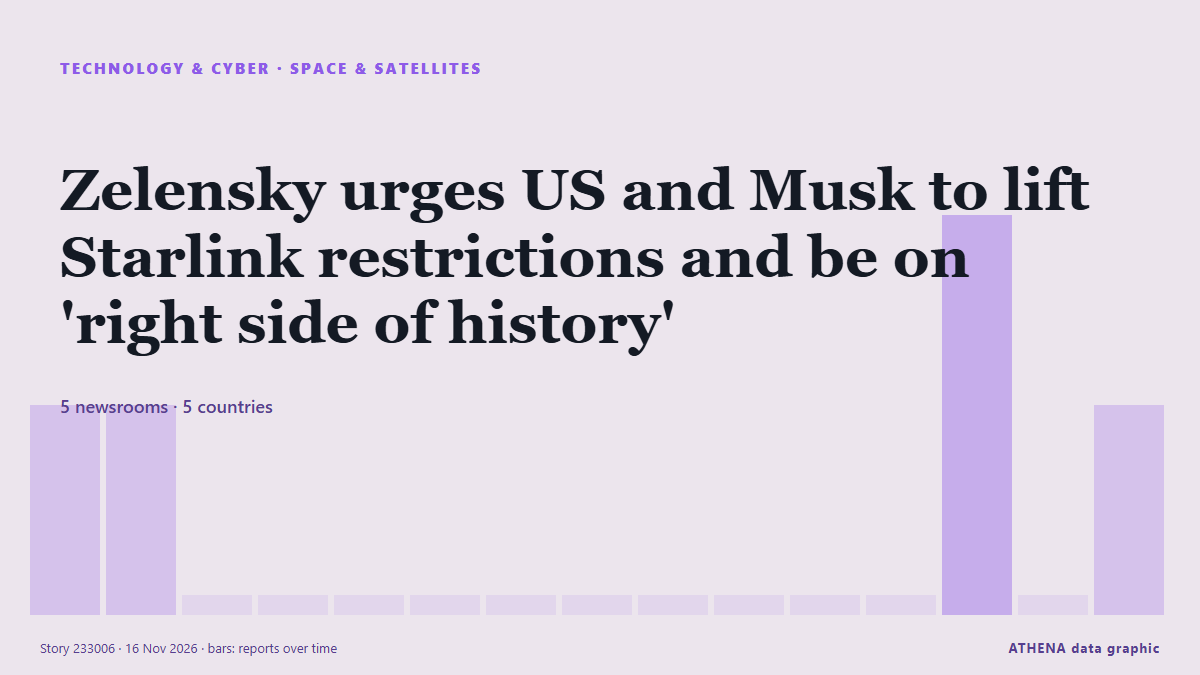 TECHNOLOGY & CYBER · SPACE & SATELLITES
Zelensky urges US and Musk to lift
Starlink restrictions and be on
'right side of history'
5 newsrooms · 5 countries
Story 233006 · 16 Nov 2026 · bars: reports over time
ATHENA data graphic